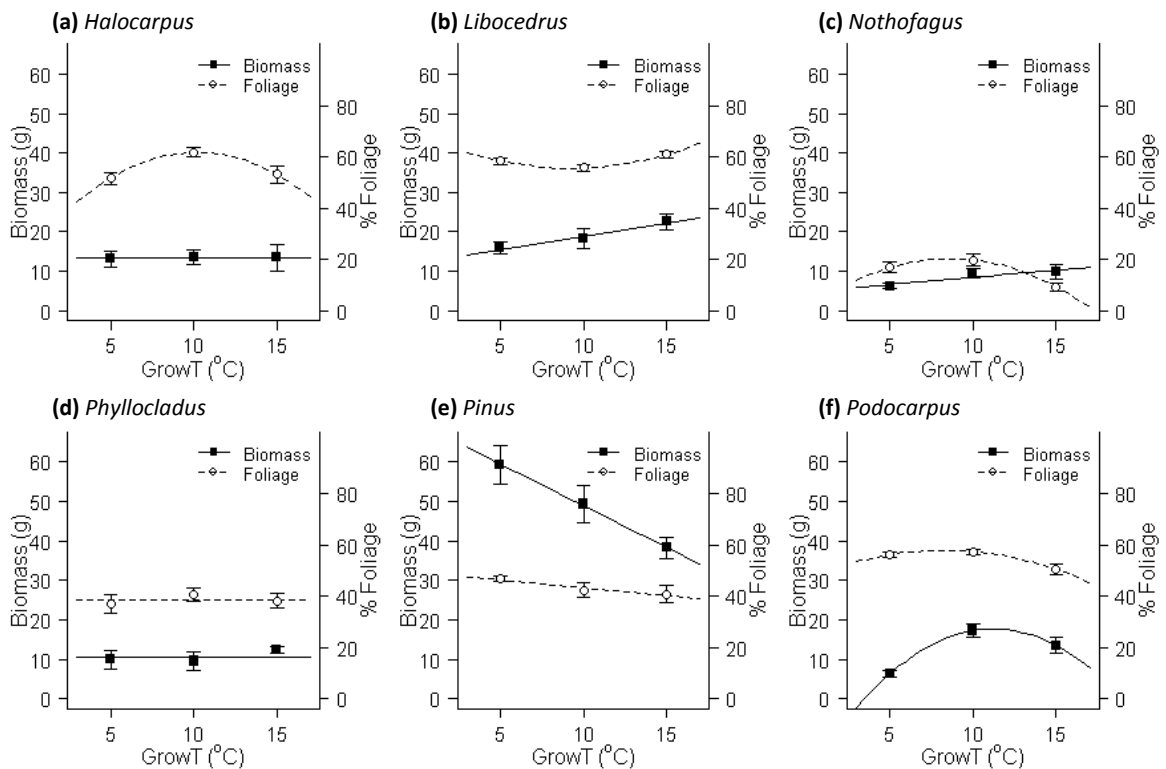 (a) Halocarpus
Biomass
Foliage
Biomass (g)
60
50
40
30
20
10
0
80
60
40
20
0
% Foliage
5 10 15
GrowT (°C)
(b) Libocedrus
Biomass
Foliage
Biomass (g)
60
50
40
30
20
10
0
80
60
40
20
0
% Foliage
5 10 15
GrowT (°C)
(c) Nothofagus
Biomass
Foliage
Biomass (g)
60
50
40
30
20
10
0
80
60
40
20
0
% Foliage
5 10 15
GrowT (°C)
(d) Phyllocladus
Biomass
Foliage
Biomass (g)
60
50
40
30
20
10
0
80
60
40
20
0
% Foliage
5 10 15
GrowT (°C)
(e) Pinus
Biomass
Foliage
Biomass (g)
60
50
40
30
20
10
0
80
60
40
20
0
% Foliage
5 10 15
GrowT (°C)
(f) Podocarpus
Biomass
Foliage
Biomass (g)
60
50
40
30
20
10
0
80
60
40
20
0
% Foliage
5 10 15
GrowT (°C)